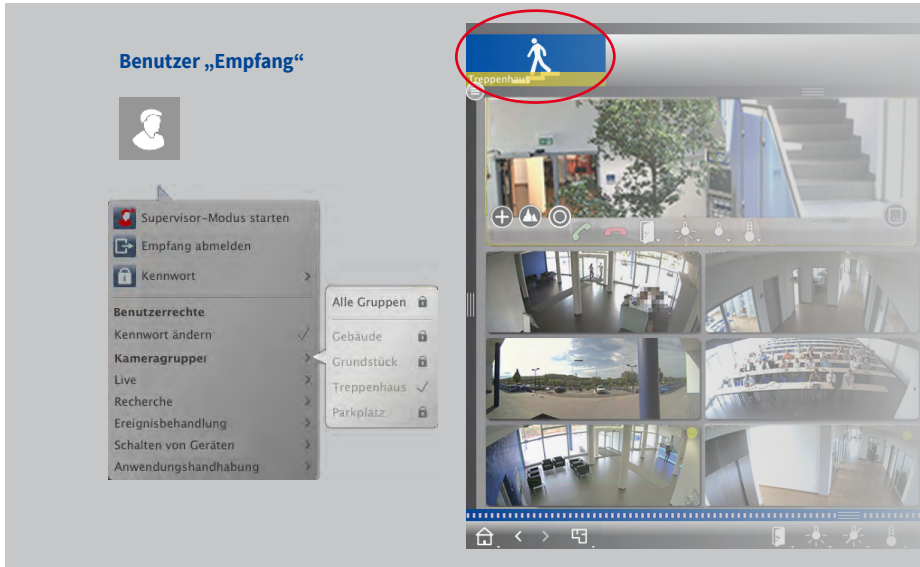 Benutzer „Empfang“
Supervisor-Modus starten
Empfang abmelden
Kennwort
Benutzerrechte
Kennwort ändern
Kameragruppen
Live
Recherche
Ereignisbehandlung
Schalten von Geräten
Anwendungshandhabung
Alle Gruppen
Gebäude
Grundstück
Treppenhaus
Parkplatz
Treppenhaus